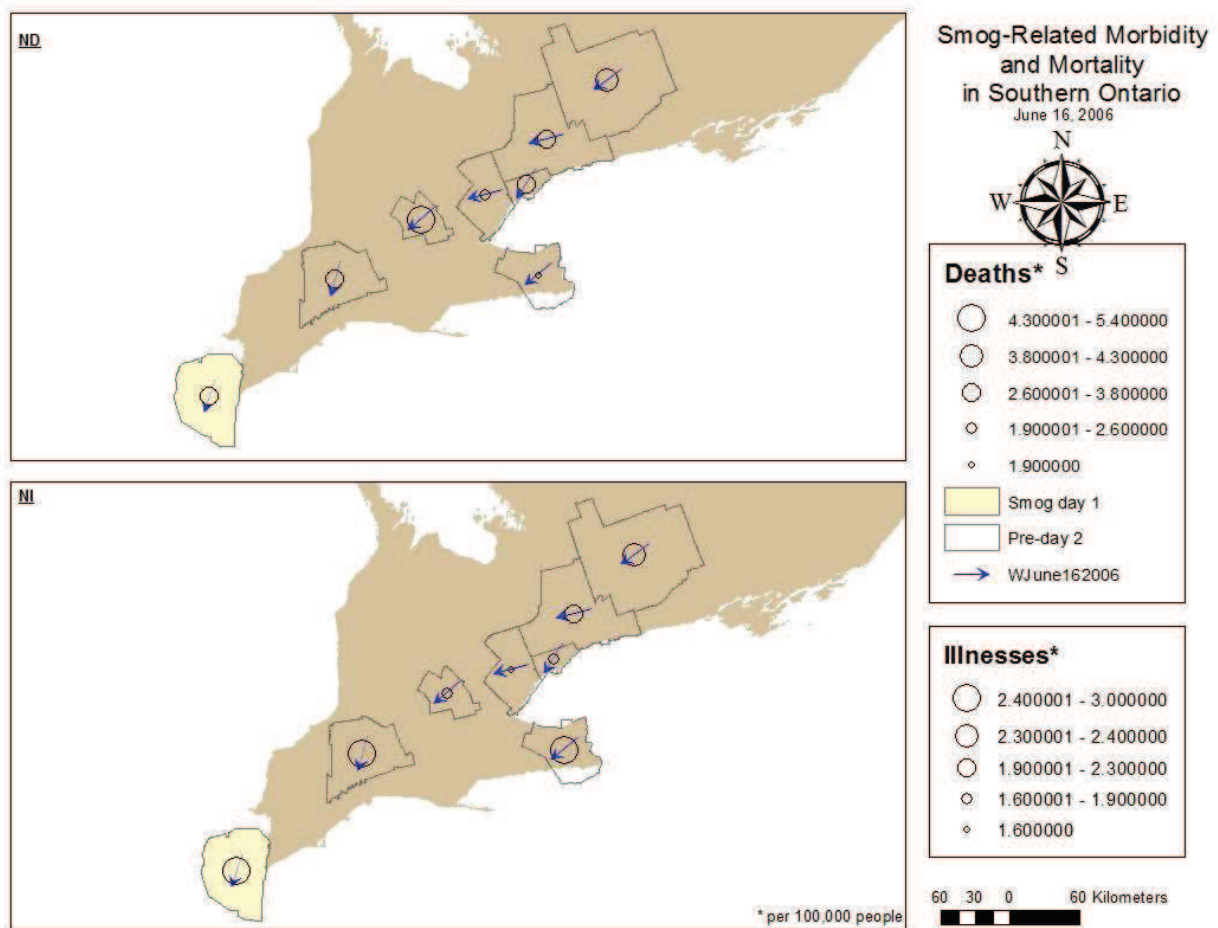 ND
NI
* per 100,000 people
Smog-Related Morbidity
and Mortality
in Southern Ontario
June 16, 2006
N
W E
S
Deaths*
4.300001 - 5.400000
3.800001 - 4.300000
2.600001 - 3.800000
1.900001 - 2.600000
1.900000
Smog day 1
Pre-day 2
WJune162006
Illnesses*
2.400001 - 3.000000
2.300001 - 2.400000
1.900001 - 2.300000
1.600001 - 1.900000
1.600000
60 30 0 60 Kilometers